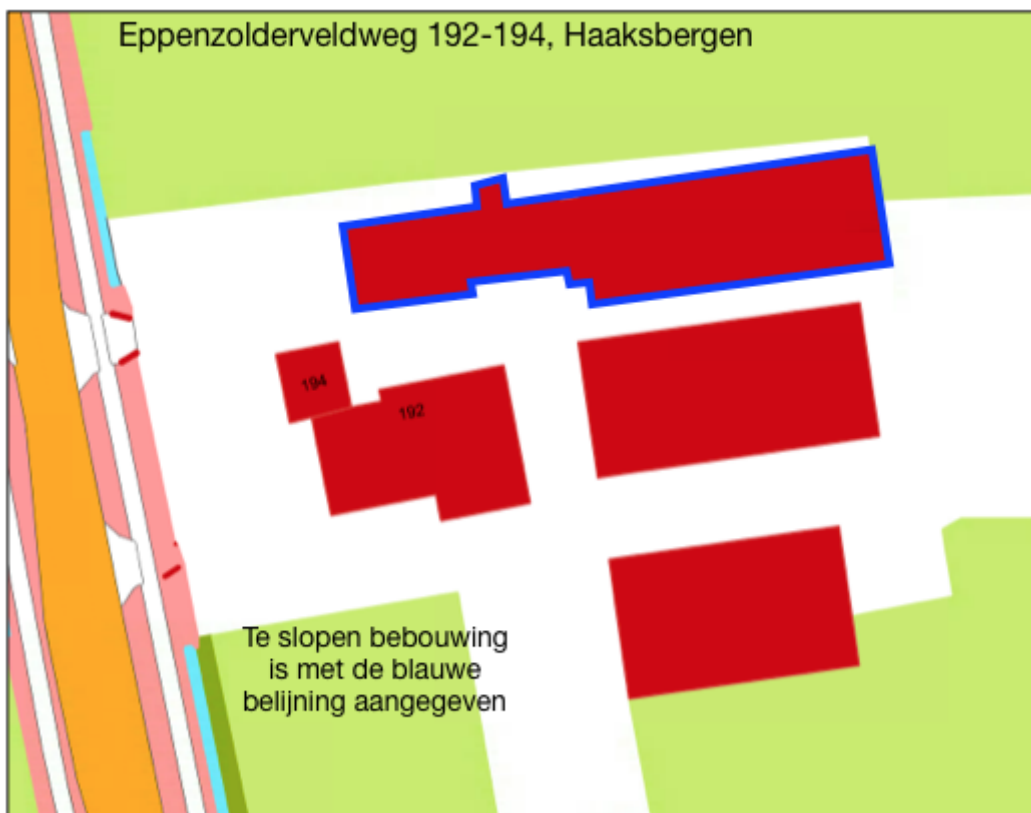 Eppenzolderveldweg 192-194, Haaksbergen
194
192
Te slopen bebouwing
is met de blauwe
belijning aangegeven